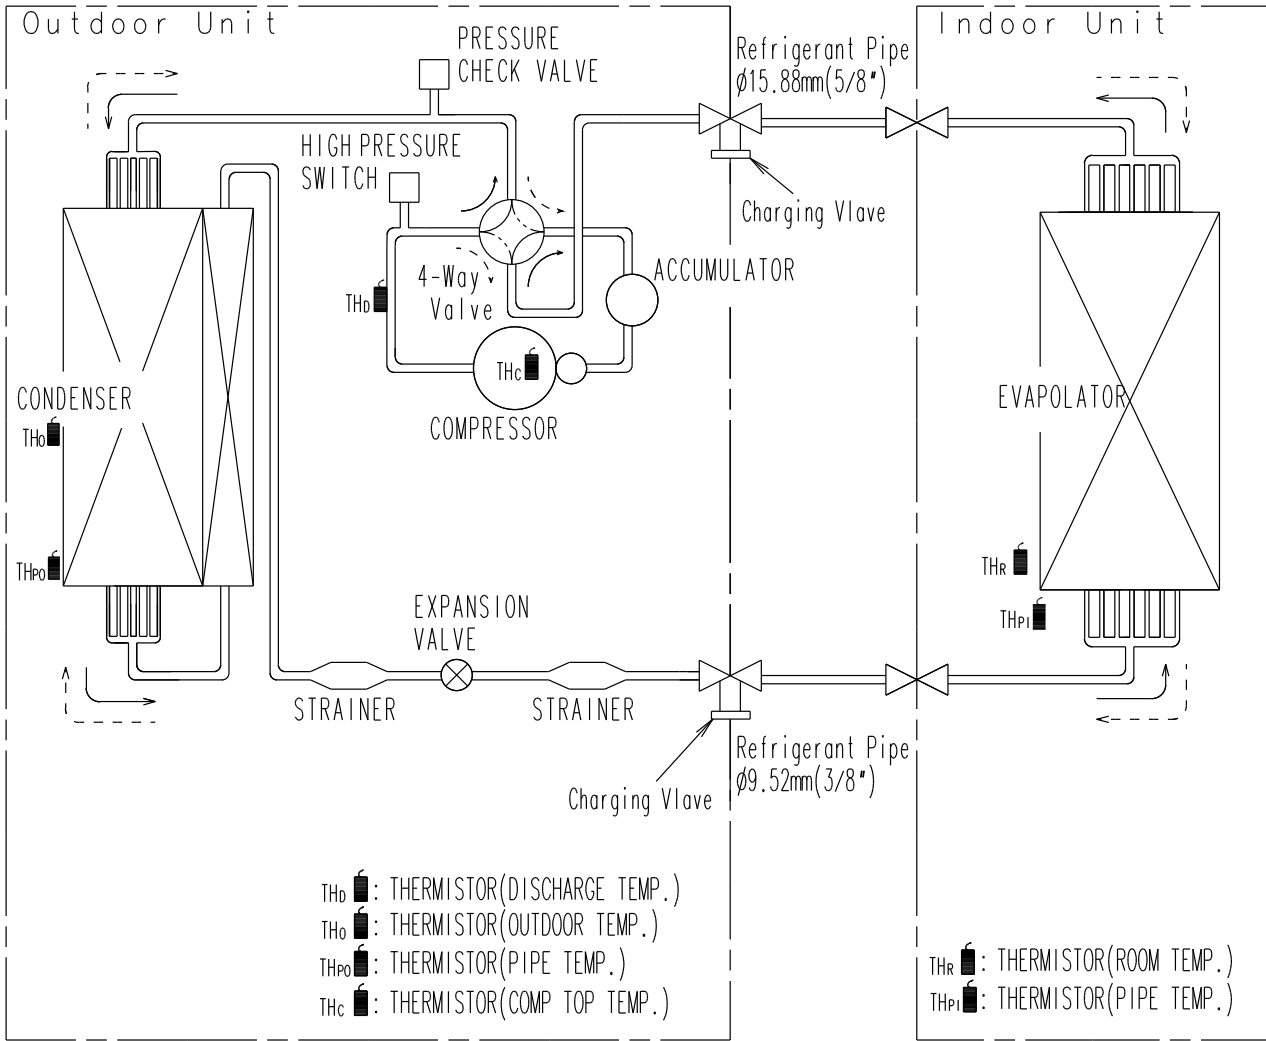 Outdoor Unit
Indoor Unit
PRESSURE
CHECK VALVE
Refrigerant Pipe
Ø15.88mm(5/8")
HIGH PRESSURE
SWITCH
Charging Vlave
4-Way
Valve
ACCUMULATOR
THD
THC
COMPRESSOR
CONDENSER
THO
THPO
EVAPOLATOR
THR
THPI
EXPANSION
VALVE
STRAINER
STRAINER
Refrigerant Pipe
Ø9.52mm(3/8")
Charging Vlave
THD : THERMISTOR(DISCHARGE TEMP.)
THO : THERMISTOR(OUTDOOR TEMP.)
THPO : THERMISTOR(PIPE TEMP.)
THC : THERMISTOR(COMP TOP TEMP.)
THR : THERMISTOR(ROOM TEMP.)
THPI : THERMISTOR(PIPE TEMP.)